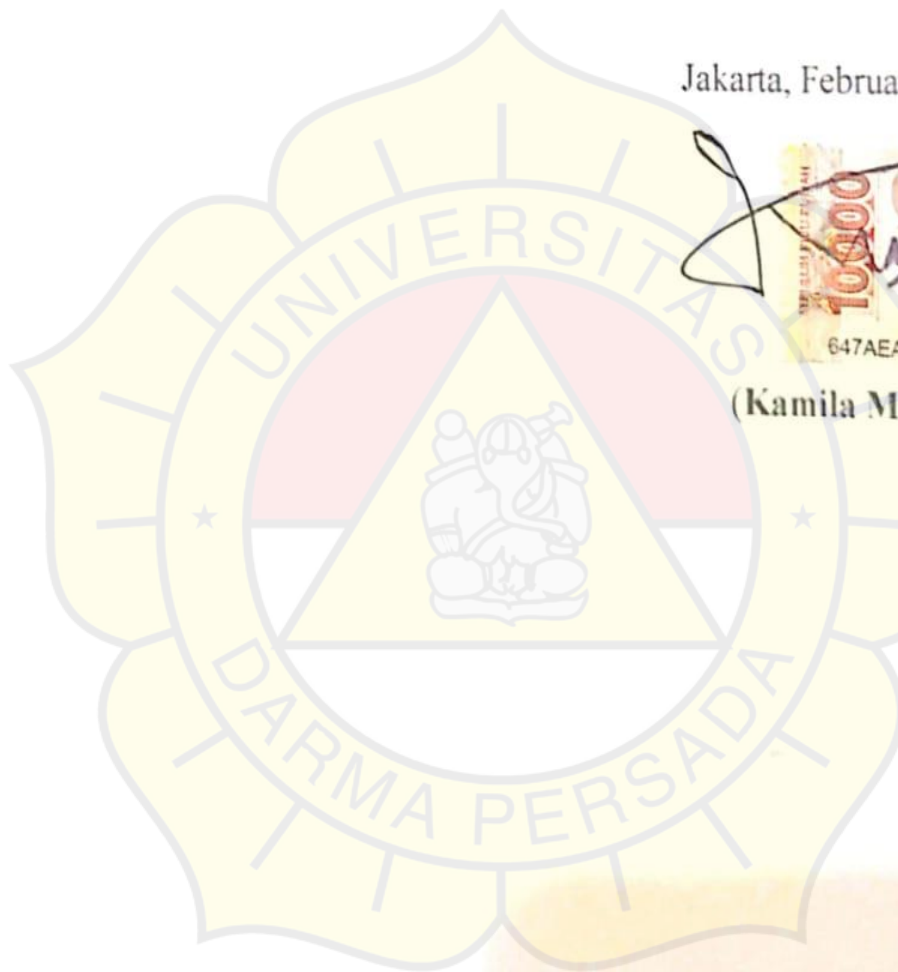 Jakarta, Februa
10000
647AEA
(Kamila M
UNIVERSITAS
DARMA PERSADA